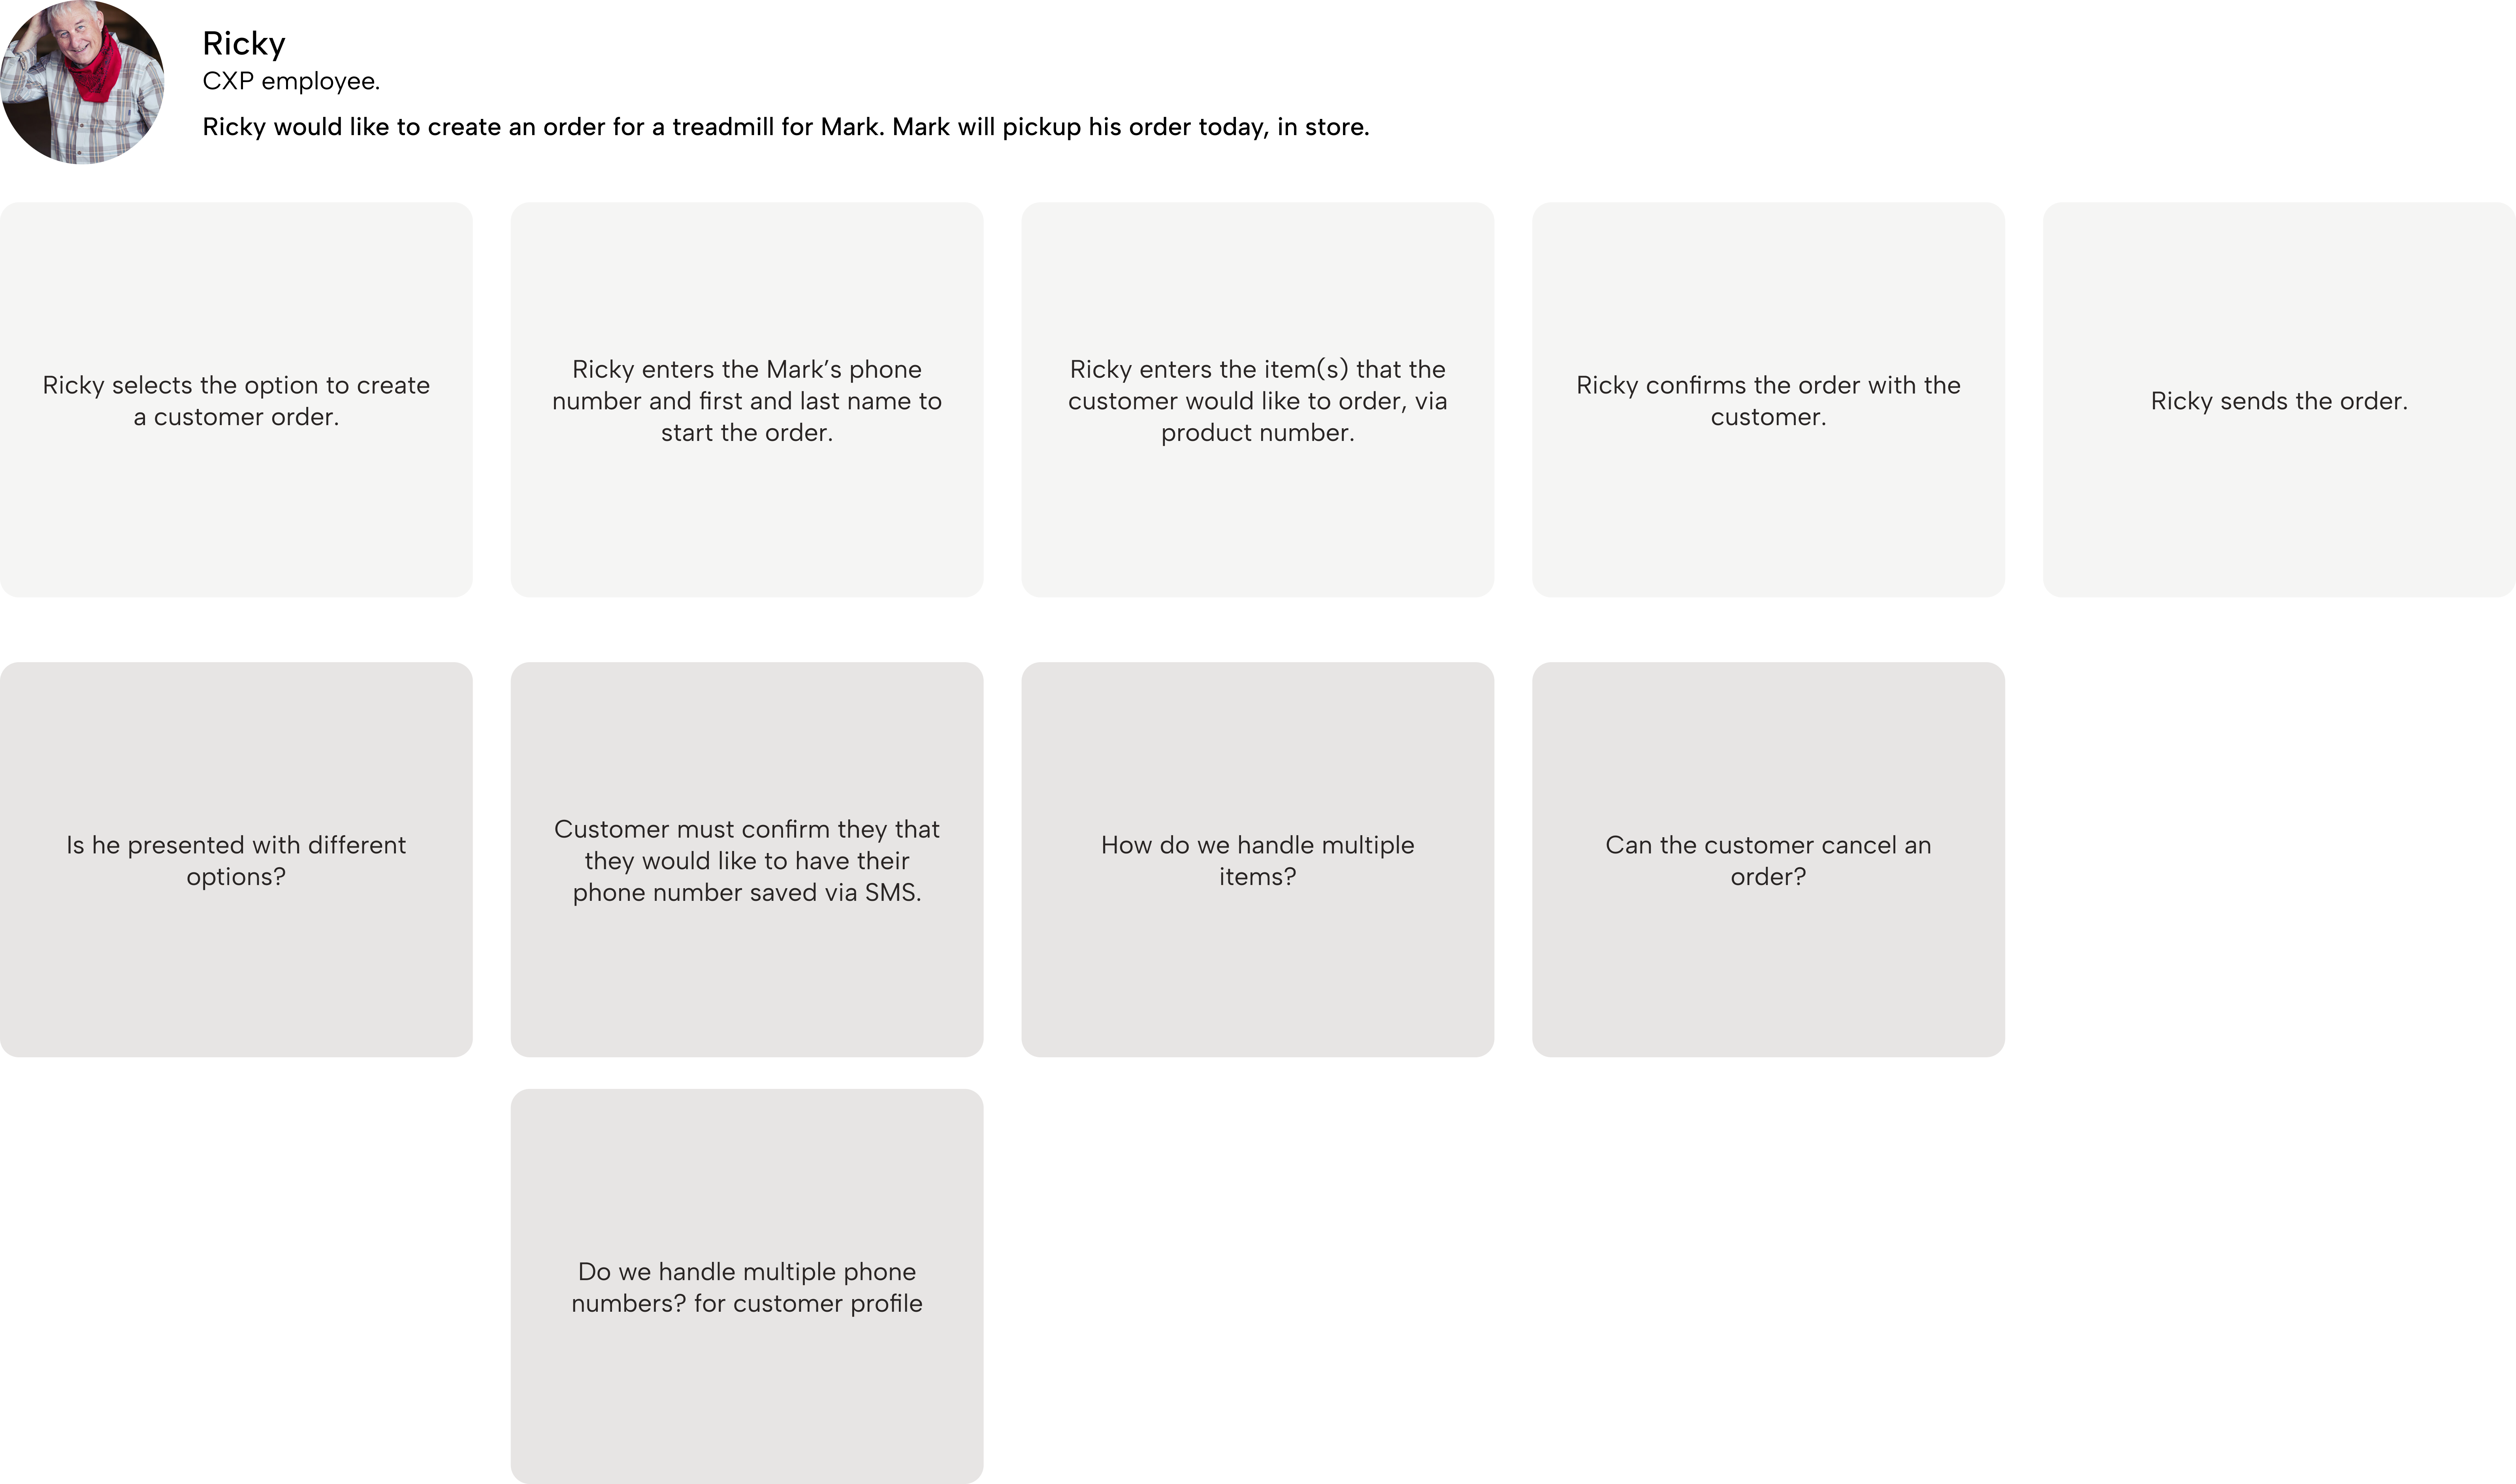 Ricky
CXP employee.
Ricky would like to create an order for a treadmill for Mark. Mark will pickup his order today, in store.
Ricky selects the option to create
a customer order.
Ricky enters the Mark’s phone
number and first and last name to
start the order.
Ricky enters the item(s) that the
customer would like to order, via
product number.
Ricky confirms the order with the
customer.
Ricky sends the order.
Is he presented with different
options?
Customer must confirm they that
they would like to have their
phone number saved via SMS.
How do we handle multiple
items?
Can the customer cancel an
order?
Do we handle multiple phone
numbers? for customer profile